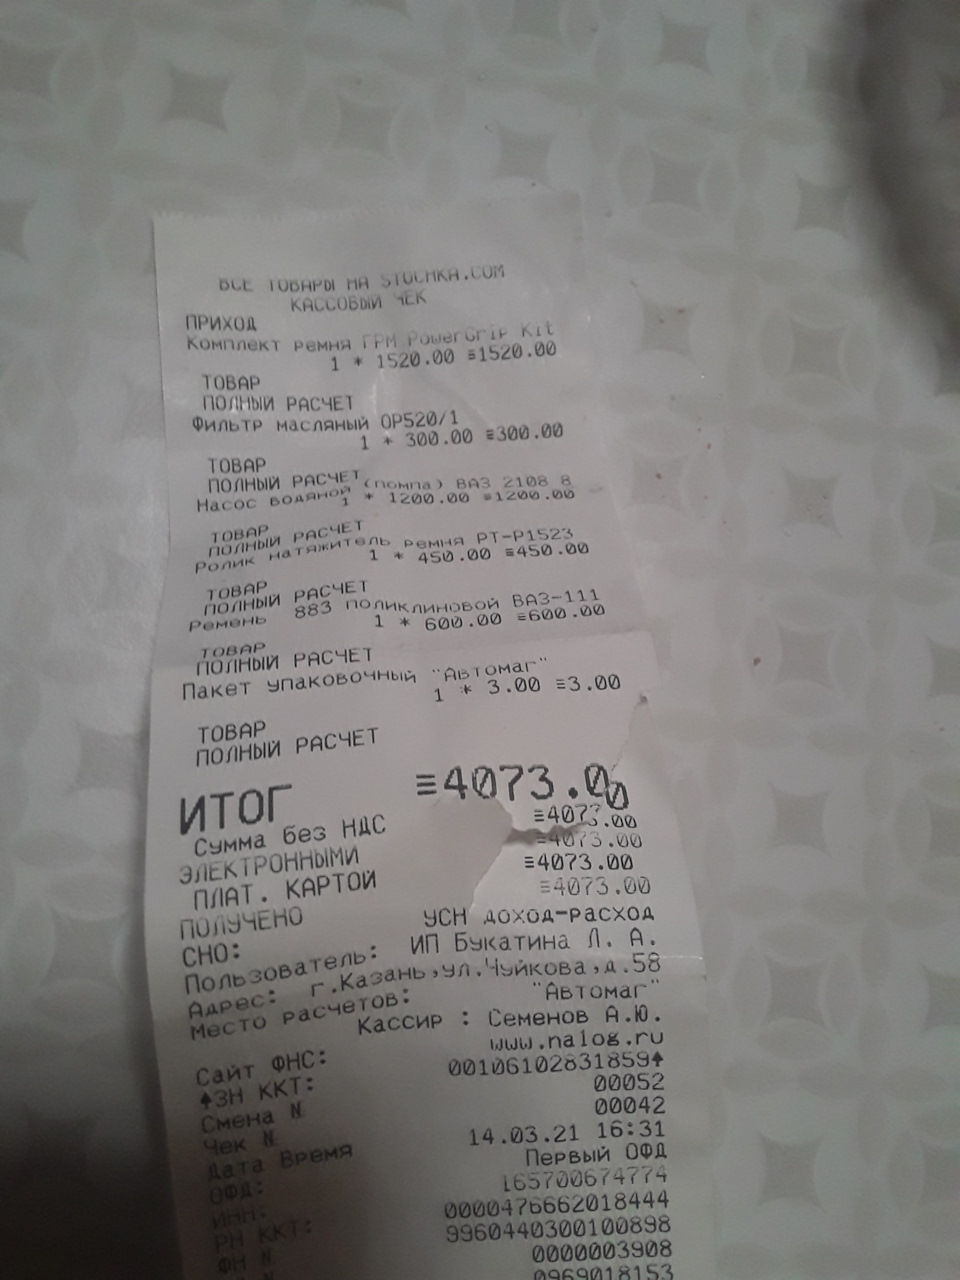 ВСЕ ТОВАРЫ НА STOCHKA.COM
КАССОВЫЙ ЧЕК
ПРИХОД
Комплект ремня ГРМ PowerGrip Kit
1 * 1520.00 ≡1520.00
ТОВАР
ПОЛНЫЙ РАСЧЕТ
Фильтр масляный OP520/1
1 * 300.00 ≡300.00
ТОВАР
ПОЛНЫЙ РАСЧЕТ
Насос водяной (помпа) ВАЗ 2108 8
1 * 1200.00 ≡1200.00
ТОВАР
ПОЛНЫЙ РАСЧЕТ
Ролик натяжитель ремня PT-P1523
1 * 450.00 ≡450.00
ТОВАР
ПОЛНЫЙ РАСЧЕТ
Ремень 883 поликлиновой ВАЗ-111
1 * 600.00 ≡600.00
ТОВАР
ПОЛНЫЙ РАСЧЕТ
Пакет упаковочный "Автомаг"
1 * 3.00 ≡3.00
ТОВАР
ПОЛНЫЙ РАСЧЕТ
ИТОГ ≡4073.00
Сумма без НДС ≡4073.00
ЭЛЕКТРОННЫМИ ≡4073.00
ПЛАТ. КАРТОЙ ≡4073.00
ПОЛУЧЕНО ≡4073.00
СНО: УСН доход-расход
Пользователь: ИП Букатина Л. А.
Адрес: г.Казань,ул.Чуйкова,д.58
Место расчетов: "Автомаг"
Кассир : Семенов А.Ю.
Сайт ФНС: www.nalog.ru
↑ЗН ККТ: 00106102831859↑
Смена № 00052
Чек № 00042
Дата Время 14.03.21 16:31
ОФД: Первый ОФД
ИНН: 165700674774
РН ККТ: 0000476662018444
ФН № 9960440300100898
0000003908
0969018153